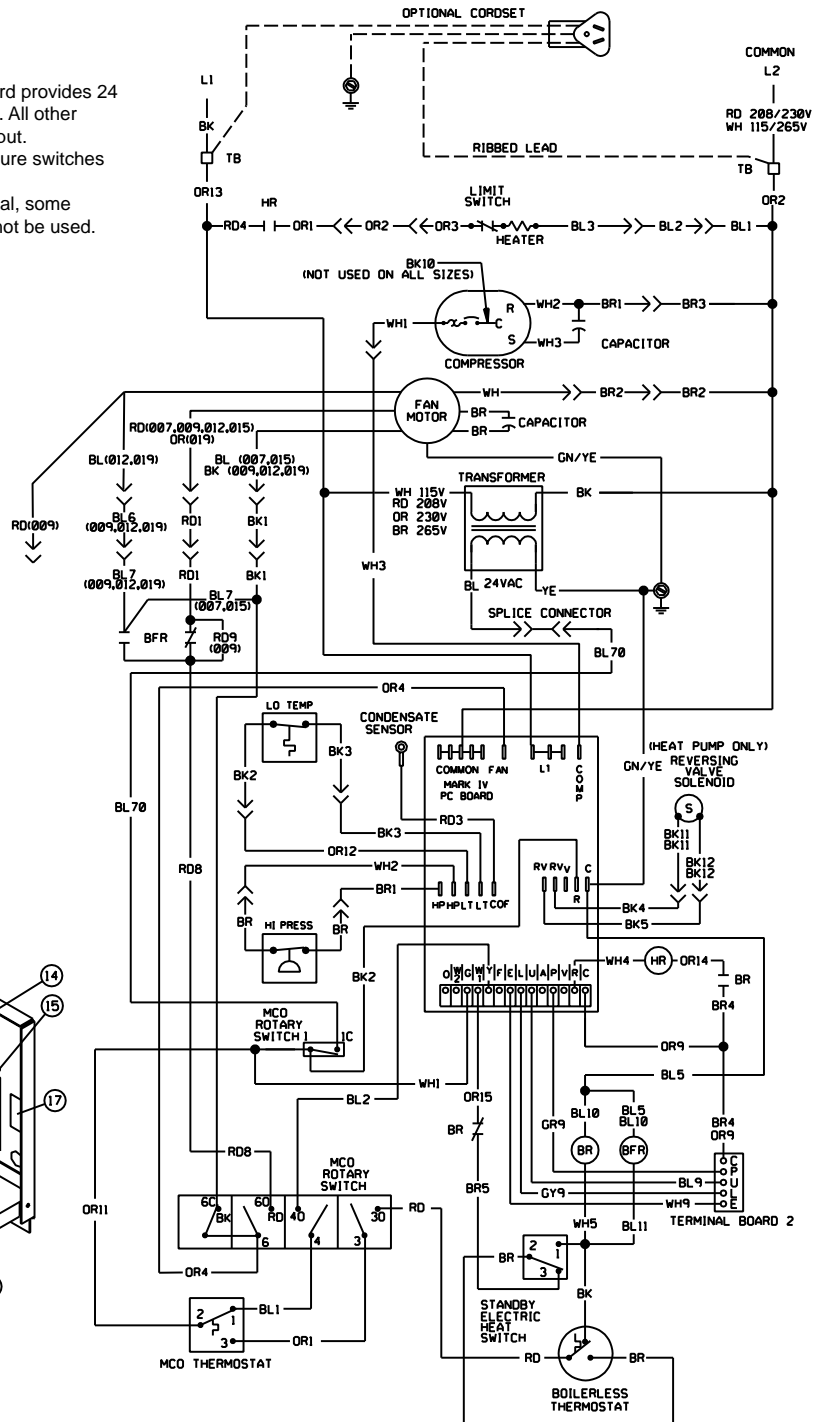 OPTIONAL CORDSET
COMMON
L1
L2
rd provides 24
. All other
out.
ure switches
al, some
not be used.
BK
RD 208/230V
WH 115/265V
RIBBED LEAD
TB
TB
OR13
OR2
HR
LIMIT
SWITCH
RD4
OR1
OR2
OR3
HEATER
BL3
BL2
BL1
BK10
(NOT USED ON ALL SIZES)
R
C
S
WH1
WH2
BR1
BR3
WH3
CAPACITOR
COMPRESSOR
FAN
MOTOR
WH
BR2
BR2
BR
BR
CAPACITOR
RD(007,009,012,015)
OR(019)
BL(012,019)
BL (007,015)
BK (009,012,019)
GN/YE
TRANSFORMER
WH 115V
RD 208V
OR 230V
BR 265V
BK
RD(009)
BL6
(009,012,019)
RD1
BK1
WH3
BL7
(009,012,019)
RD1
BK1
BL 24VAC
YE
BL7
(007,015)
SPLICE CONNECTOR
BFR
RD9
(009)
BL70
OR4
LO TEMP
CONDENSATE
SENSOR
BK2
BK3
COMMON
FAN
L1
COMP
MARK IV
PC BOARD
GN/YE
(HEAT PUMP ONLY)
REVERSING
VALVE
SOLENOID
S
BL70
RD3
BK3
BK11
BK11
BK12
BK12
OR12
RD8
WH2
BR1
RV RV V
R
C
HP HP LT LT COF
BK4
BK5
BR
BR
HI PRESS
BK2
O W2 G W1 Y F E L U A P V R C
WH4
HR
OR14
BR
BR4
14
15
17
MCO
ROTARY
SWITCH
1
1C
OR9
WH1
BL5
BL2
OR15
BL10
BL5
BL10
BR
GR9
BR
BFR
BR4
OR9
RD8
MCO
ROTARY
SWITCH
BR5
BL9
GY9
WH9
C
P
U
L
E
TERMINAL BOARD 2
6C
BK
6O
RD
4O
3O
RD
6
4
3
OR11
WH5
BL11
OR4
BR
2
1
3
BK
STANDBY
ELECTRIC
HEAT
SWITCH
2
1
3
BL1
OR1
MCO THERMOSTAT
RD
BR
BOILERLESS
THERMOSTAT